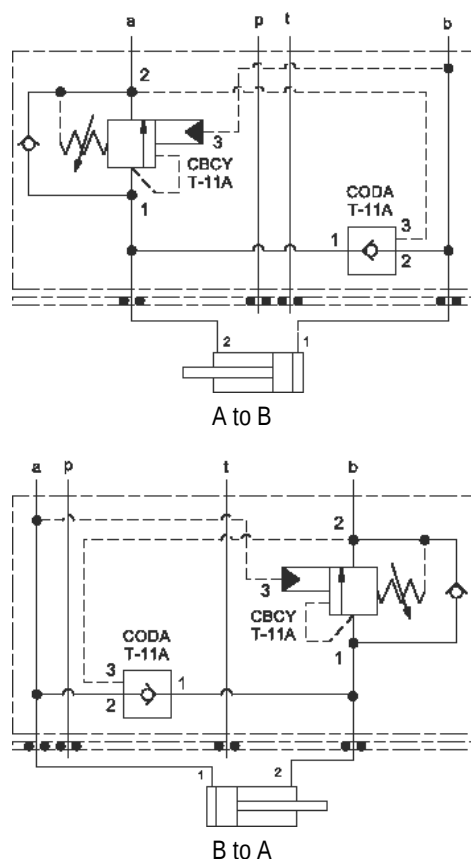 a p t b
2
3
CBCY
T-11A
CODA
T-11A
1 3
1 2
2 1
A to B
a p t b
2
3
CBCY
T-11A
CODA
T-11A
1
3 1
2
1 2
B to A